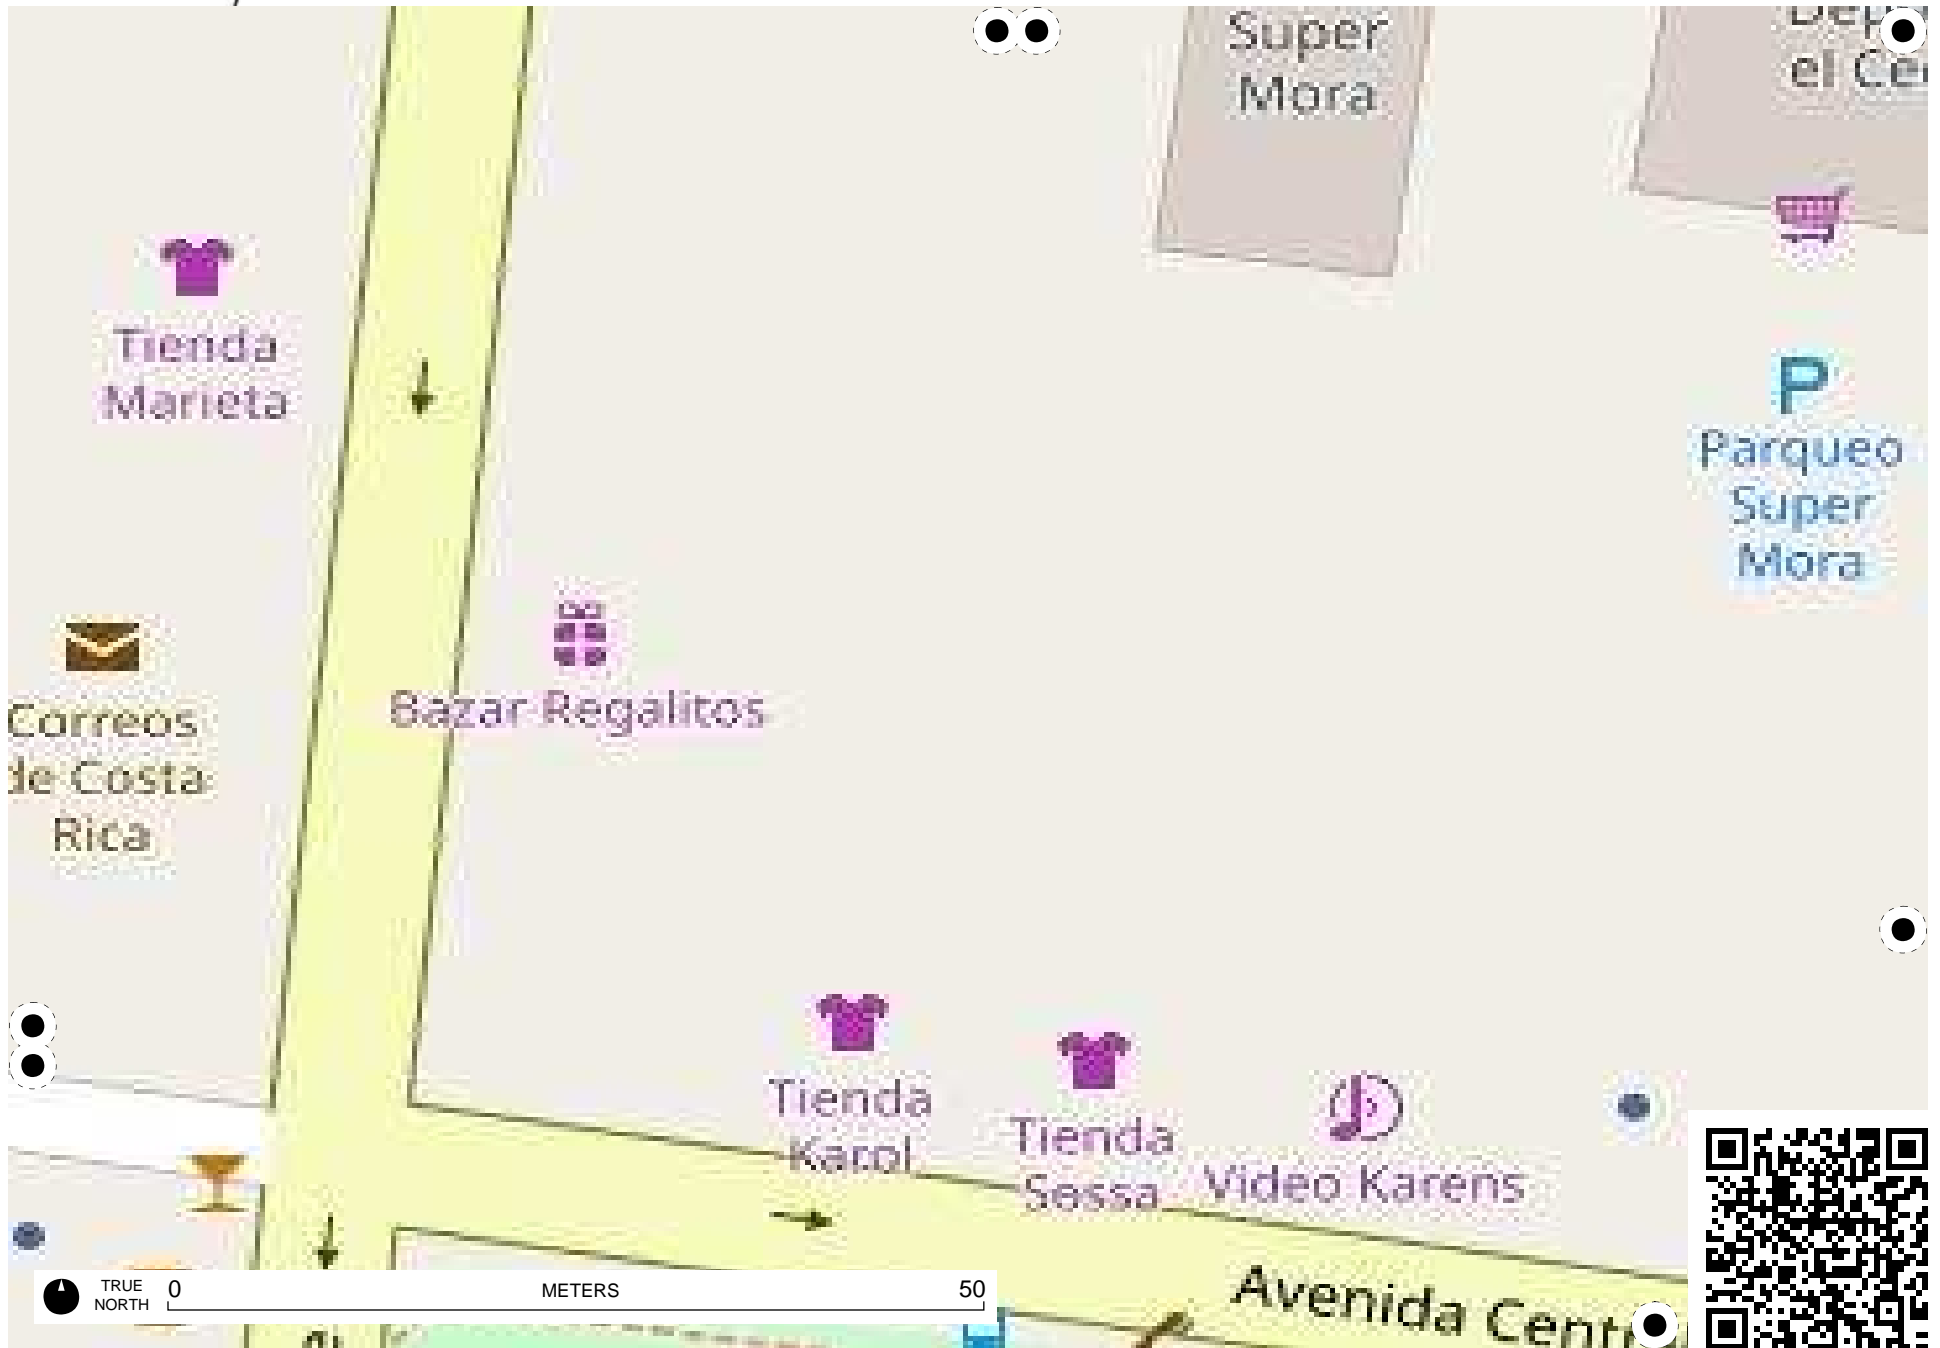 Super
Mora
el
Tienda
Marieta
Parqueo
Super
Mora
Bazar Regalitos
Correos
de Costa
Rica
Tienda
Karol
Tienda
Sessa
Video Karens
Avenida
TRUE
NORTH
0 METERS 50